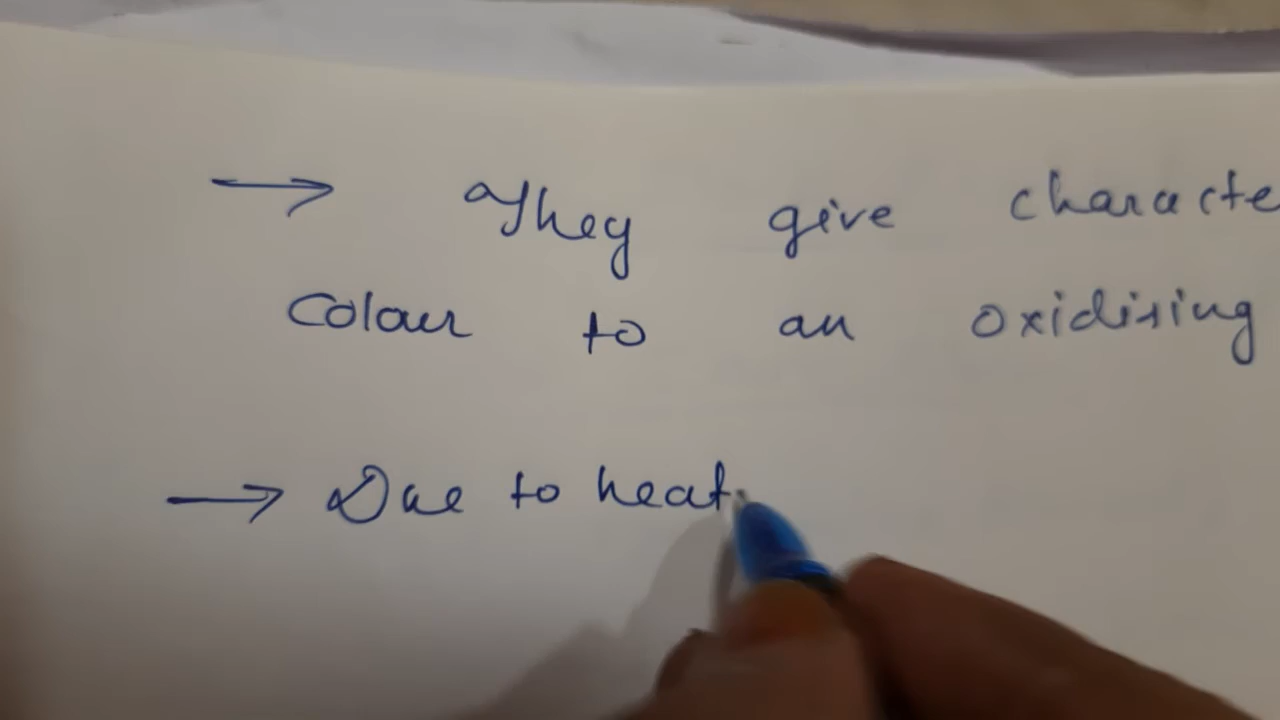 → They give characte
Colour to an oxidising
→ Due to heat